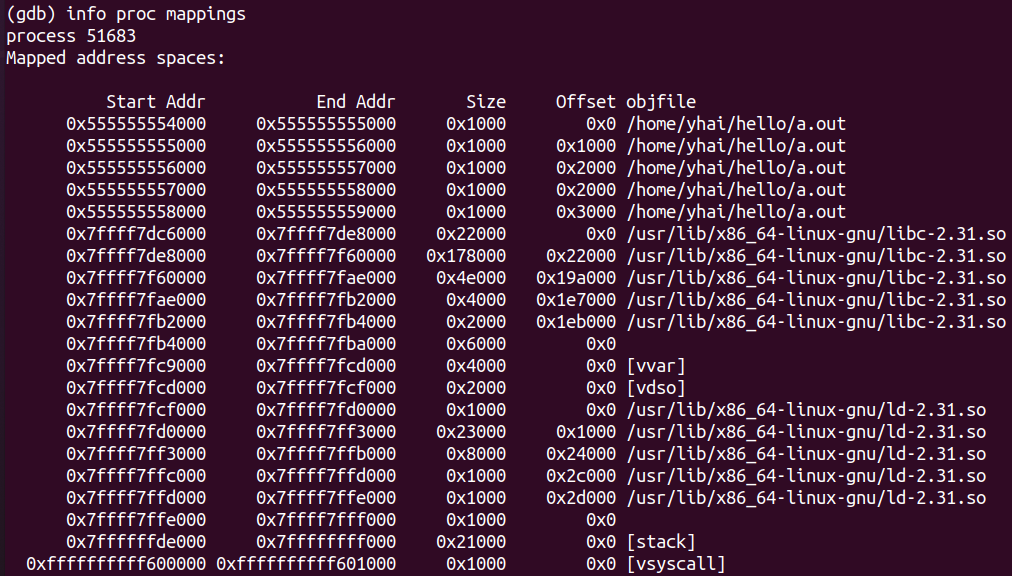 (gdb) info proc mappings
process 51683
Mapped address spaces:
Start Addr End Addr Size Offset objfile
0x555555554000 0x555555555000 0x1000 0x0 /home/yhai/hello/a.out
0x555555555000 0x555555556000 0x1000 0x1000 /home/yhai/hello/a.out
0x555555556000 0x555555557000 0x1000 0x2000 /home/yhai/hello/a.out
0x555555557000 0x555555558000 0x1000 0x2000 /home/yhai/hello/a.out
0x555555558000 0x555555559000 0x1000 0x3000 /home/yhai/hello/a.out
0x7ffff7dc6000 0x7ffff7de8000 0x22000 0x0 /usr/lib/x86_64-linux-gnu/libc-2.31.so
0x7ffff7de8000 0x7ffff7f60000 0x178000 0x22000 /usr/lib/x86_64-linux-gnu/libc-2.31.so
0x7ffff7f60000 0x7ffff7fae000 0x4e000 0x19a000 /usr/lib/x86_64-linux-gnu/libc-2.31.so
0x7ffff7fae000 0x7ffff7fb2000 0x4000 0x1e7000 /usr/lib/x86_64-linux-gnu/libc-2.31.so
0x7ffff7fb2000 0x7ffff7fb4000 0x2000 0x1eb000 /usr/lib/x86_64-linux-gnu/libc-2.31.so
0x7ffff7fb4000 0x7ffff7fba000 0x6000 0x0
0x7ffff7fc9000 0x7ffff7fcd000 0x4000 0x0 [vvar]
0x7ffff7fcd000 0x7ffff7fcf000 0x2000 0x0 [vdso]
0x7ffff7fcf000 0x7ffff7fd0000 0x1000 0x0 /usr/lib/x86_64-linux-gnu/ld-2.31.so
0x7ffff7fd0000 0x7ffff7ff3000 0x23000 0x1000 /usr/lib/x86_64-linux-gnu/ld-2.31.so
0x7ffff7ff3000 0x7ffff7ffb000 0x8000 0x24000 /usr/lib/x86_64-linux-gnu/ld-2.31.so
0x7ffff7ffc000 0x7ffff7ffd000 0x1000 0x2c000 /usr/lib/x86_64-linux-gnu/ld-2.31.so
0x7ffff7ffd000 0x7ffff7ffe000 0x1000 0x2d000 /usr/lib/x86_64-linux-gnu/ld-2.31.so
0x7ffff7ffe000 0x7ffff7fff000 0x1000 0x0
0x7ffffffde000 0x7ffffffff000 0x21000 0x0 [stack]
0xffffffffff600000 0xffffffffff601000 0x1000 0x0 [vsyscall]